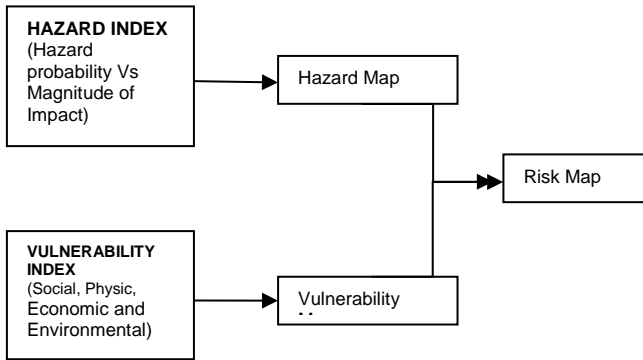 HAZARD INDEX
(Hazard
probability Vs
Magnitude of
Impact)
Hazard Map
Risk Map
VULNERABILITY
INDEX
(Social, Physic,
Economic and
Environmental)
Vulnerability